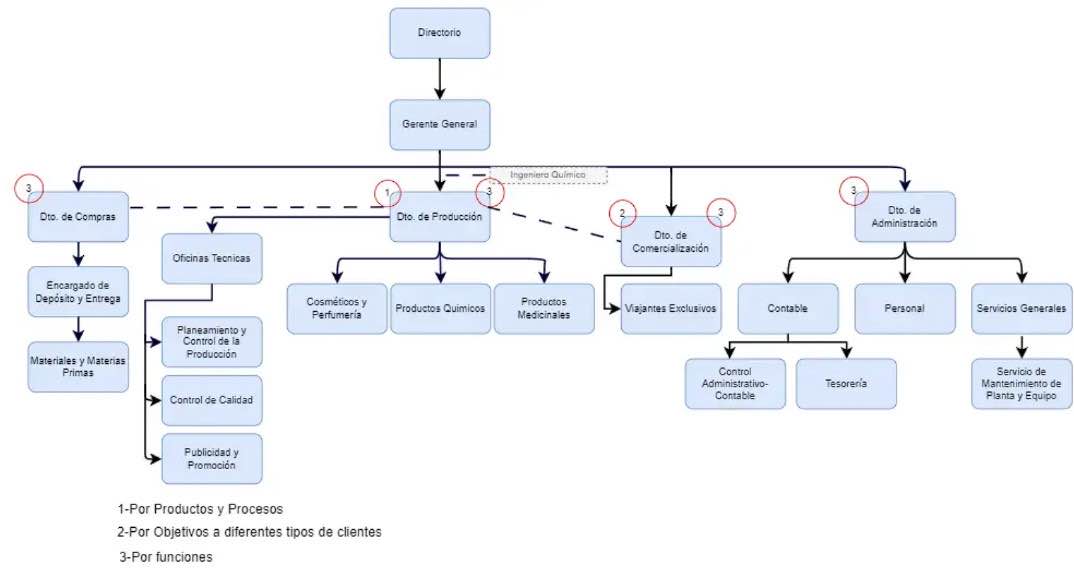 Directorio
Gerente General
Ingeniero Químico
3
1
3
2
3
3
Dto. de Compras
Dto. de Producción
Dto. de
Comercialización
Dto. de
Administración
Oficinas Tecnicas
Encargado de
Depósito y Entrega
Cosméticos y
Perfumería
Productos Quimicos
Productos
Medicinales
Viajantes Exclusivos
Contable
Personal
Servicios Generales
Planeamiento y
Control de la
Producción
Materiales y Materias
Primas
Control
Administrativo-
Contable
Tesorería
Servicio de
Mantenimiento de
Planta y Equipo
Control de Calidad
Publicidad y
Promoción
1-Por Productos y Procesos
2-Por Objetivos a diferentes tipos de clientes
3-Por funciones